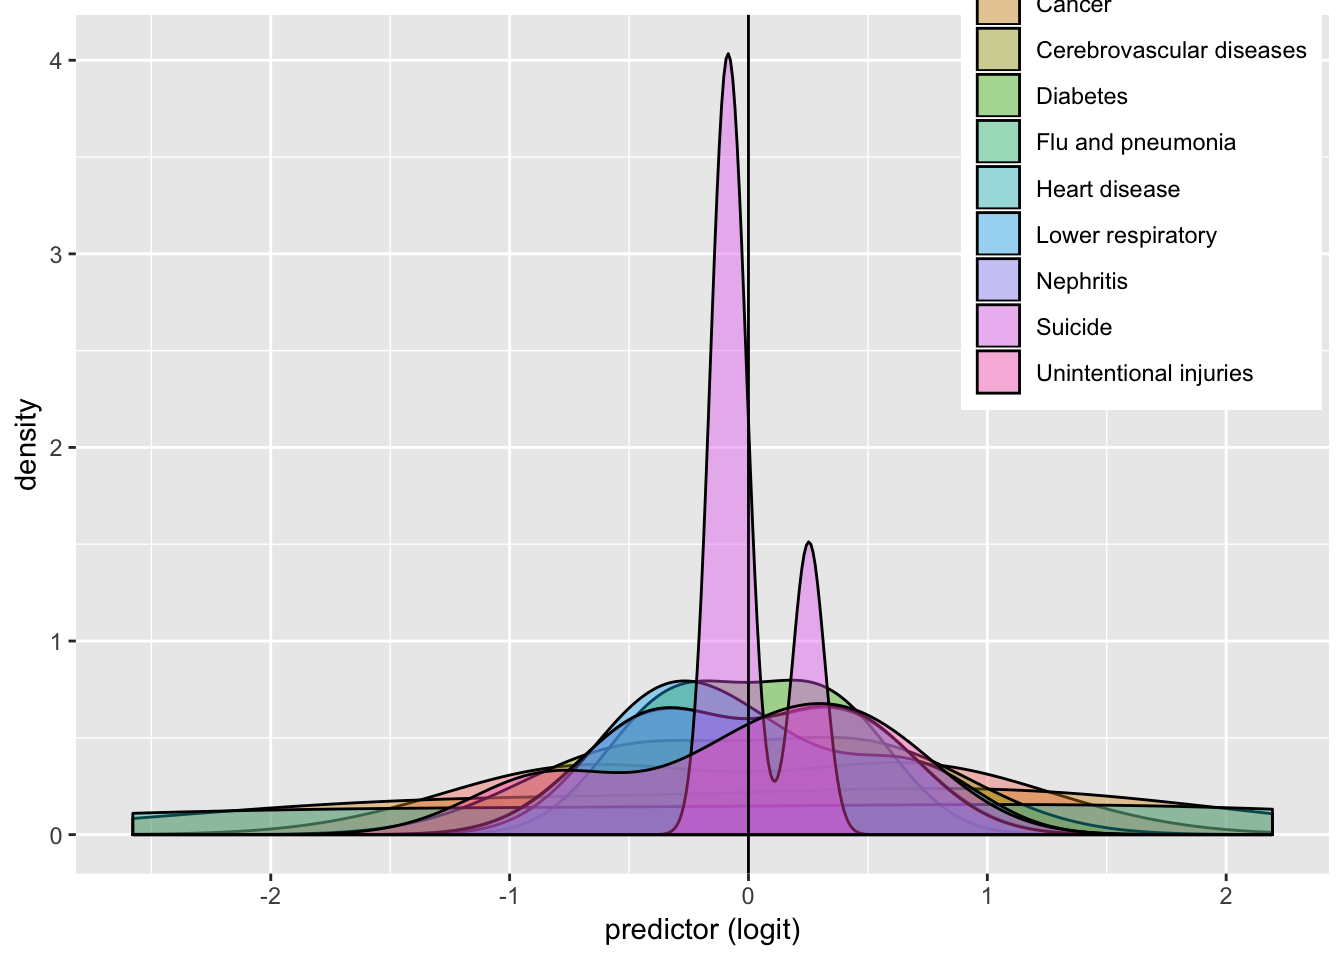 Cancer
Cerebrovascular diseases
Diabetes
Flu and pneumonia
Heart disease
Lower respiratory
Nephritis
Suicide
Unintentional injuries
4
3
2
1
0
density
-2
-1
0
1
2
predictor (logit)